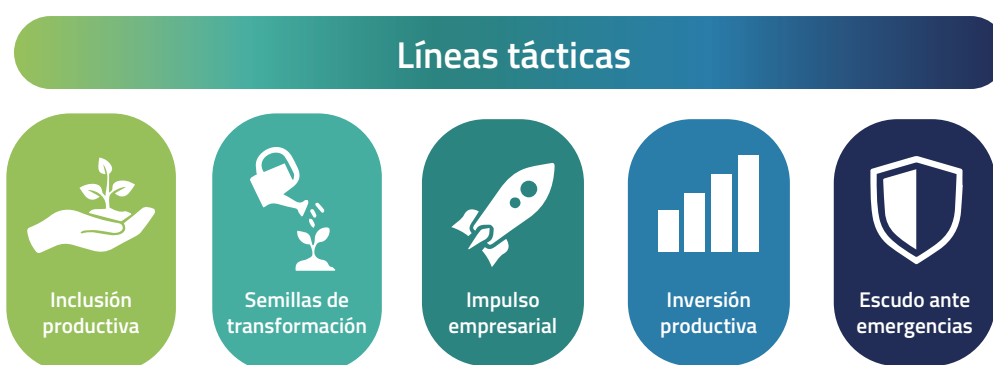 Líneas tácticas
Inclusión
productiva
Semillas de
transformación
Impulso
empresarial
Inversión
productiva
Escudo ante
emergencias